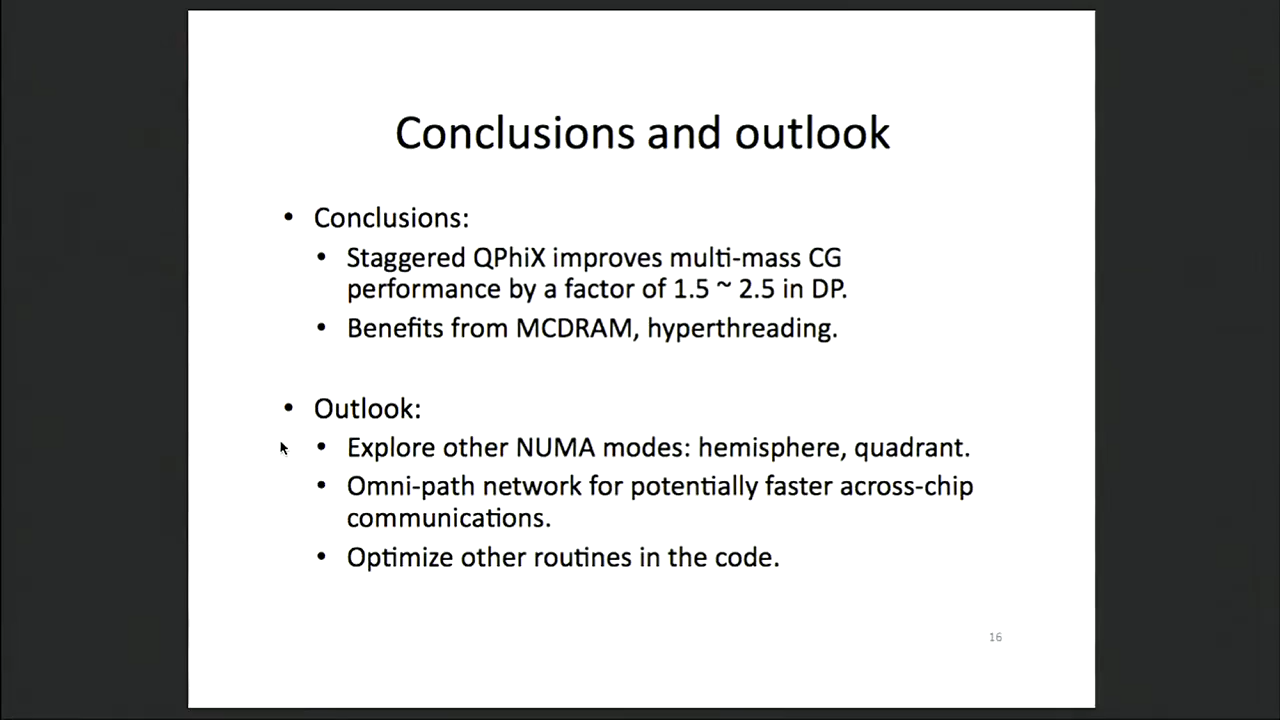 Conclusions and outlook
• Conclusions:
• Staggered QPhiX improves multi-mass CG
performance by a factor of 1.5 ~ 2.5 in DP.
• Benefits from MCDRAM, hyperthreading.
• Outlook:
• Explore other NUMA modes: hemisphere, quadrant.
• Omni-path network for potentially faster across-chip
communications.
• Optimize other routines in the code.
16